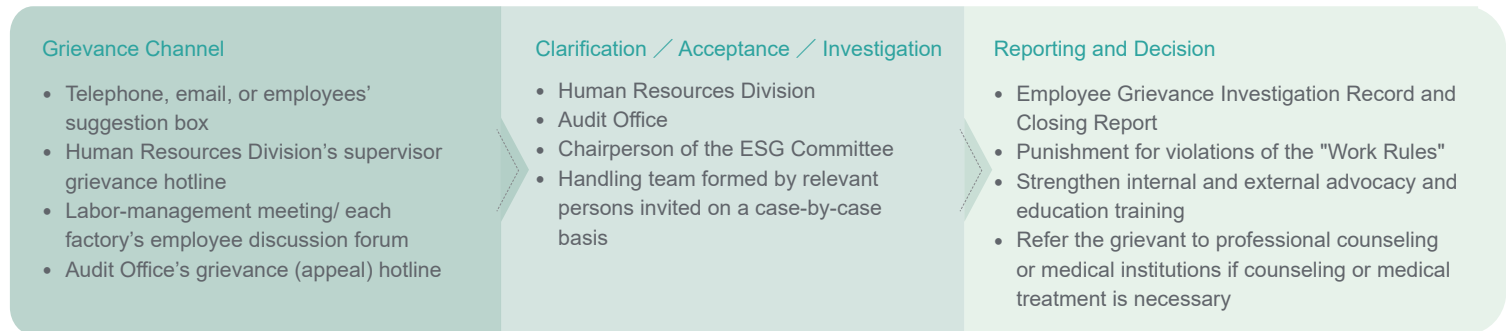 Grievance Channel
• Telephone, email, or employees’
suggestion box
• Human Resources Division’s supervisor
grievance hotline
• Labor-management meeting/ each
factory’s employee discussion forum
• Audit Office’s grievance (appeal) hotline
Clarification ／ Acceptance ／ Investigation
• Human Resources Division
• Audit Office
• Chairperson of the ESG Committee
• Handling team formed by relevant
persons invited on a case-by-case
basis
Reporting and Decision
• Employee Grievance Investigation Record and
Closing Report
• Punishment for violations of the "Work Rules"
• Strengthen internal and external advocacy and
education training
• Refer the grievant to professional counseling
or medical institutions if counseling or medical
treatment is necessary